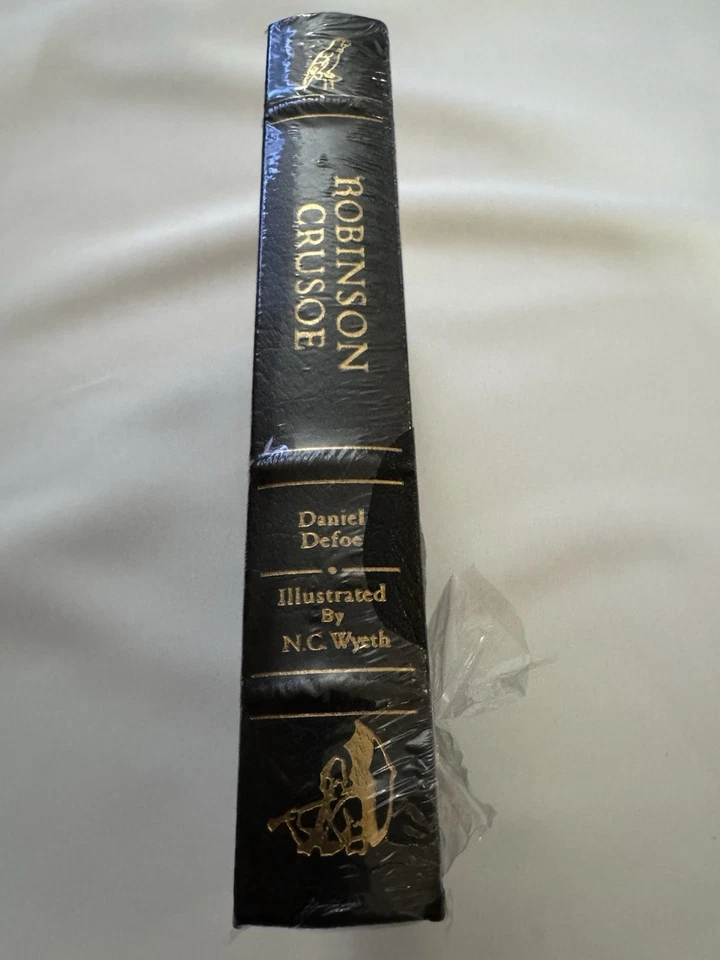 ROBINSON
CRUSOE
Daniel
Defoe
Illustrated
By
N.C. Wyeth